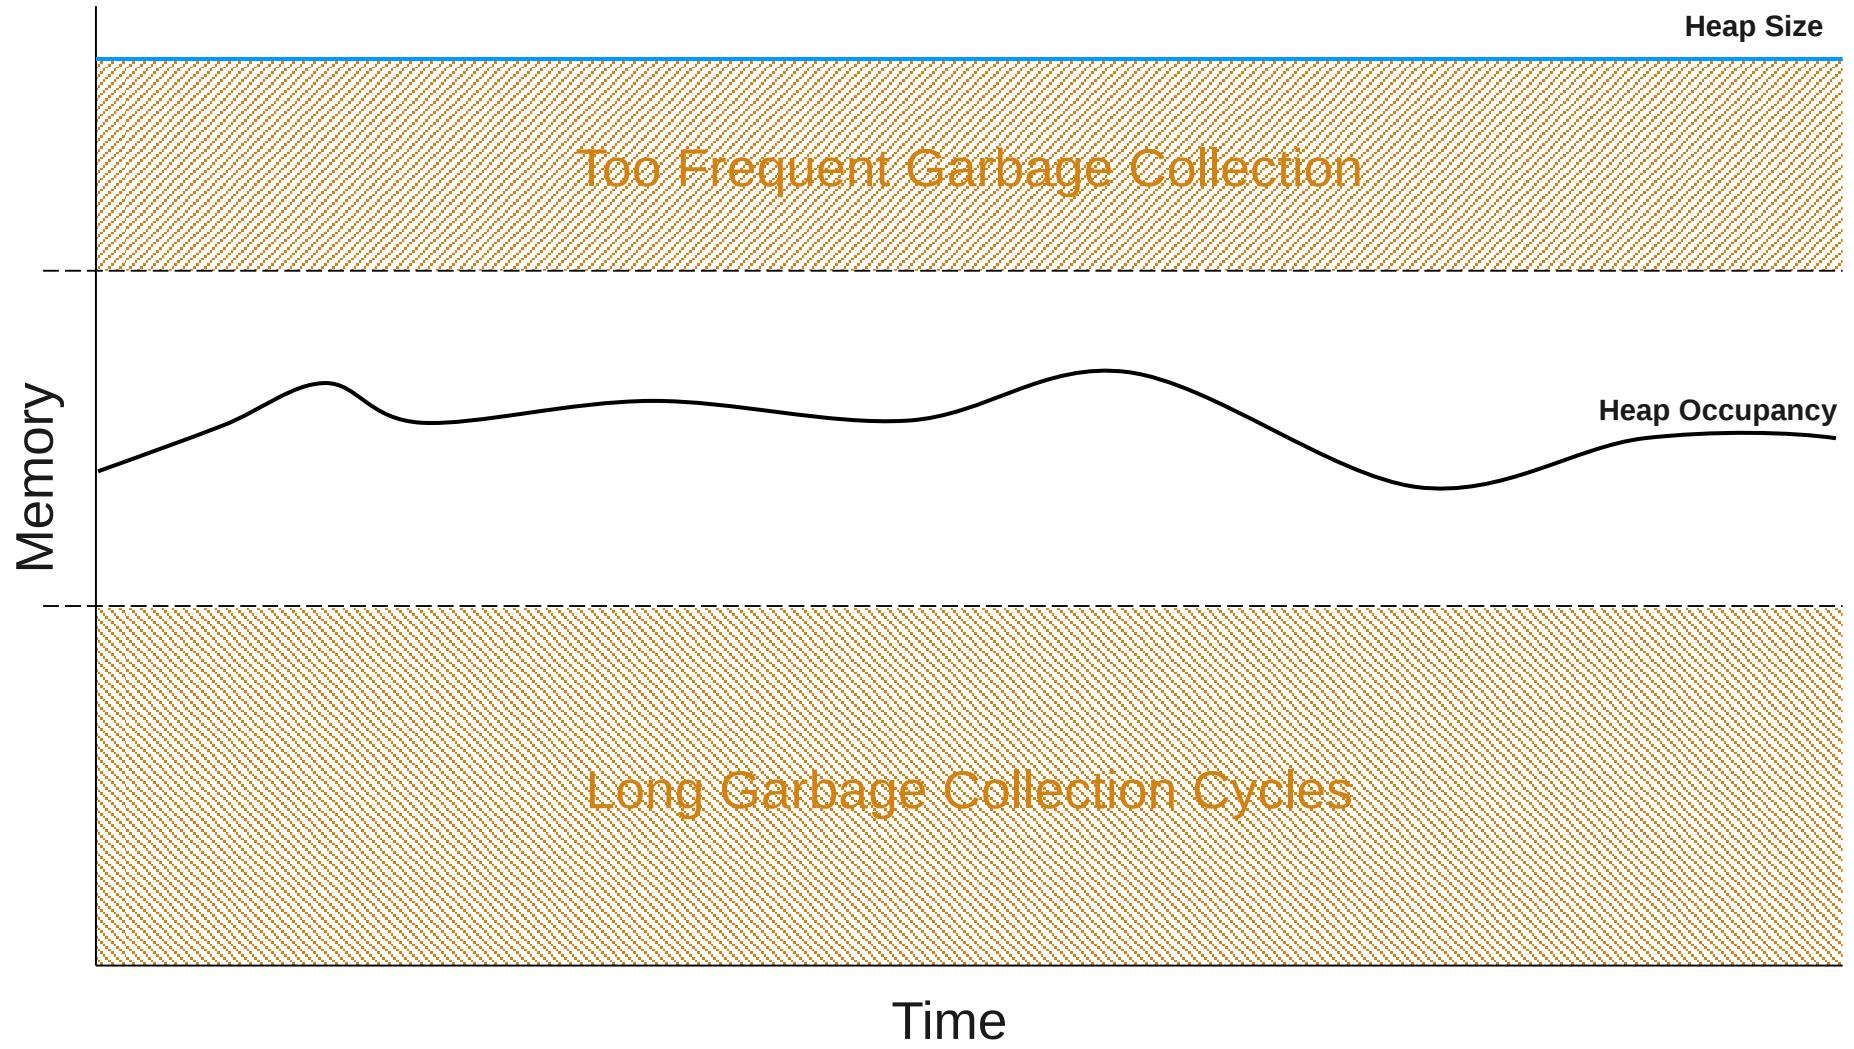 Heap Size
Too Frequent Garbage Collection
Memory
Heap Occupancy
Long Garbage Collection Cycles
Time